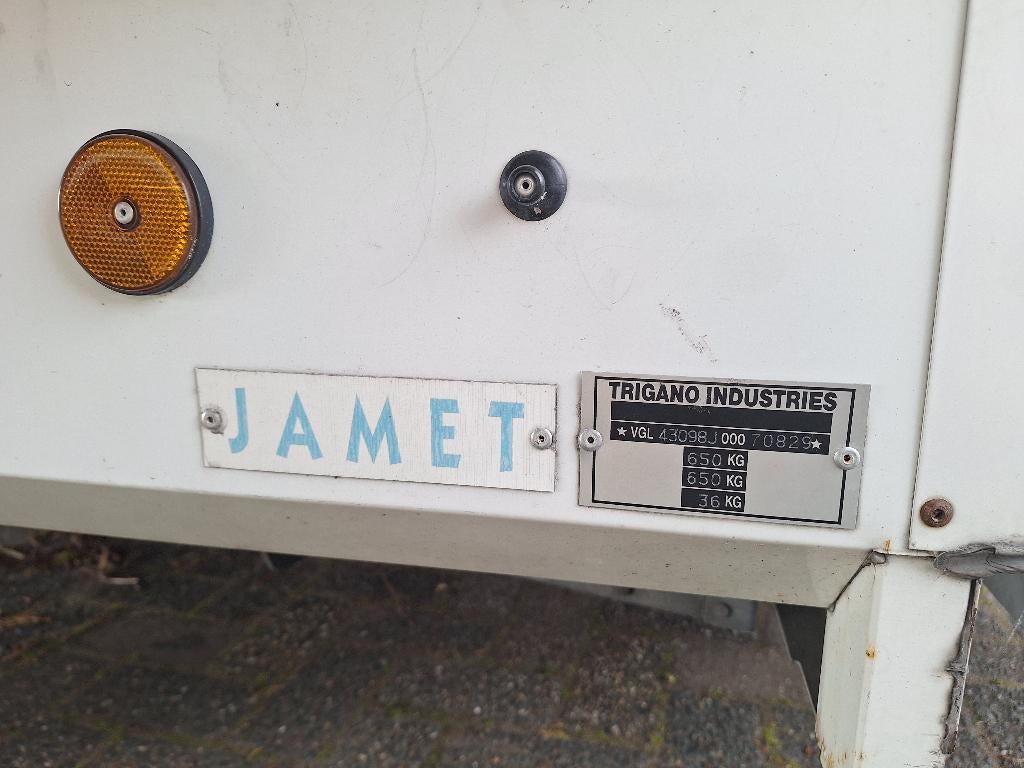 JAMET
TRIGANO INDUSTRIES
★ VGL 43098J 000 70829★
650 KG
650 KG
36 KG